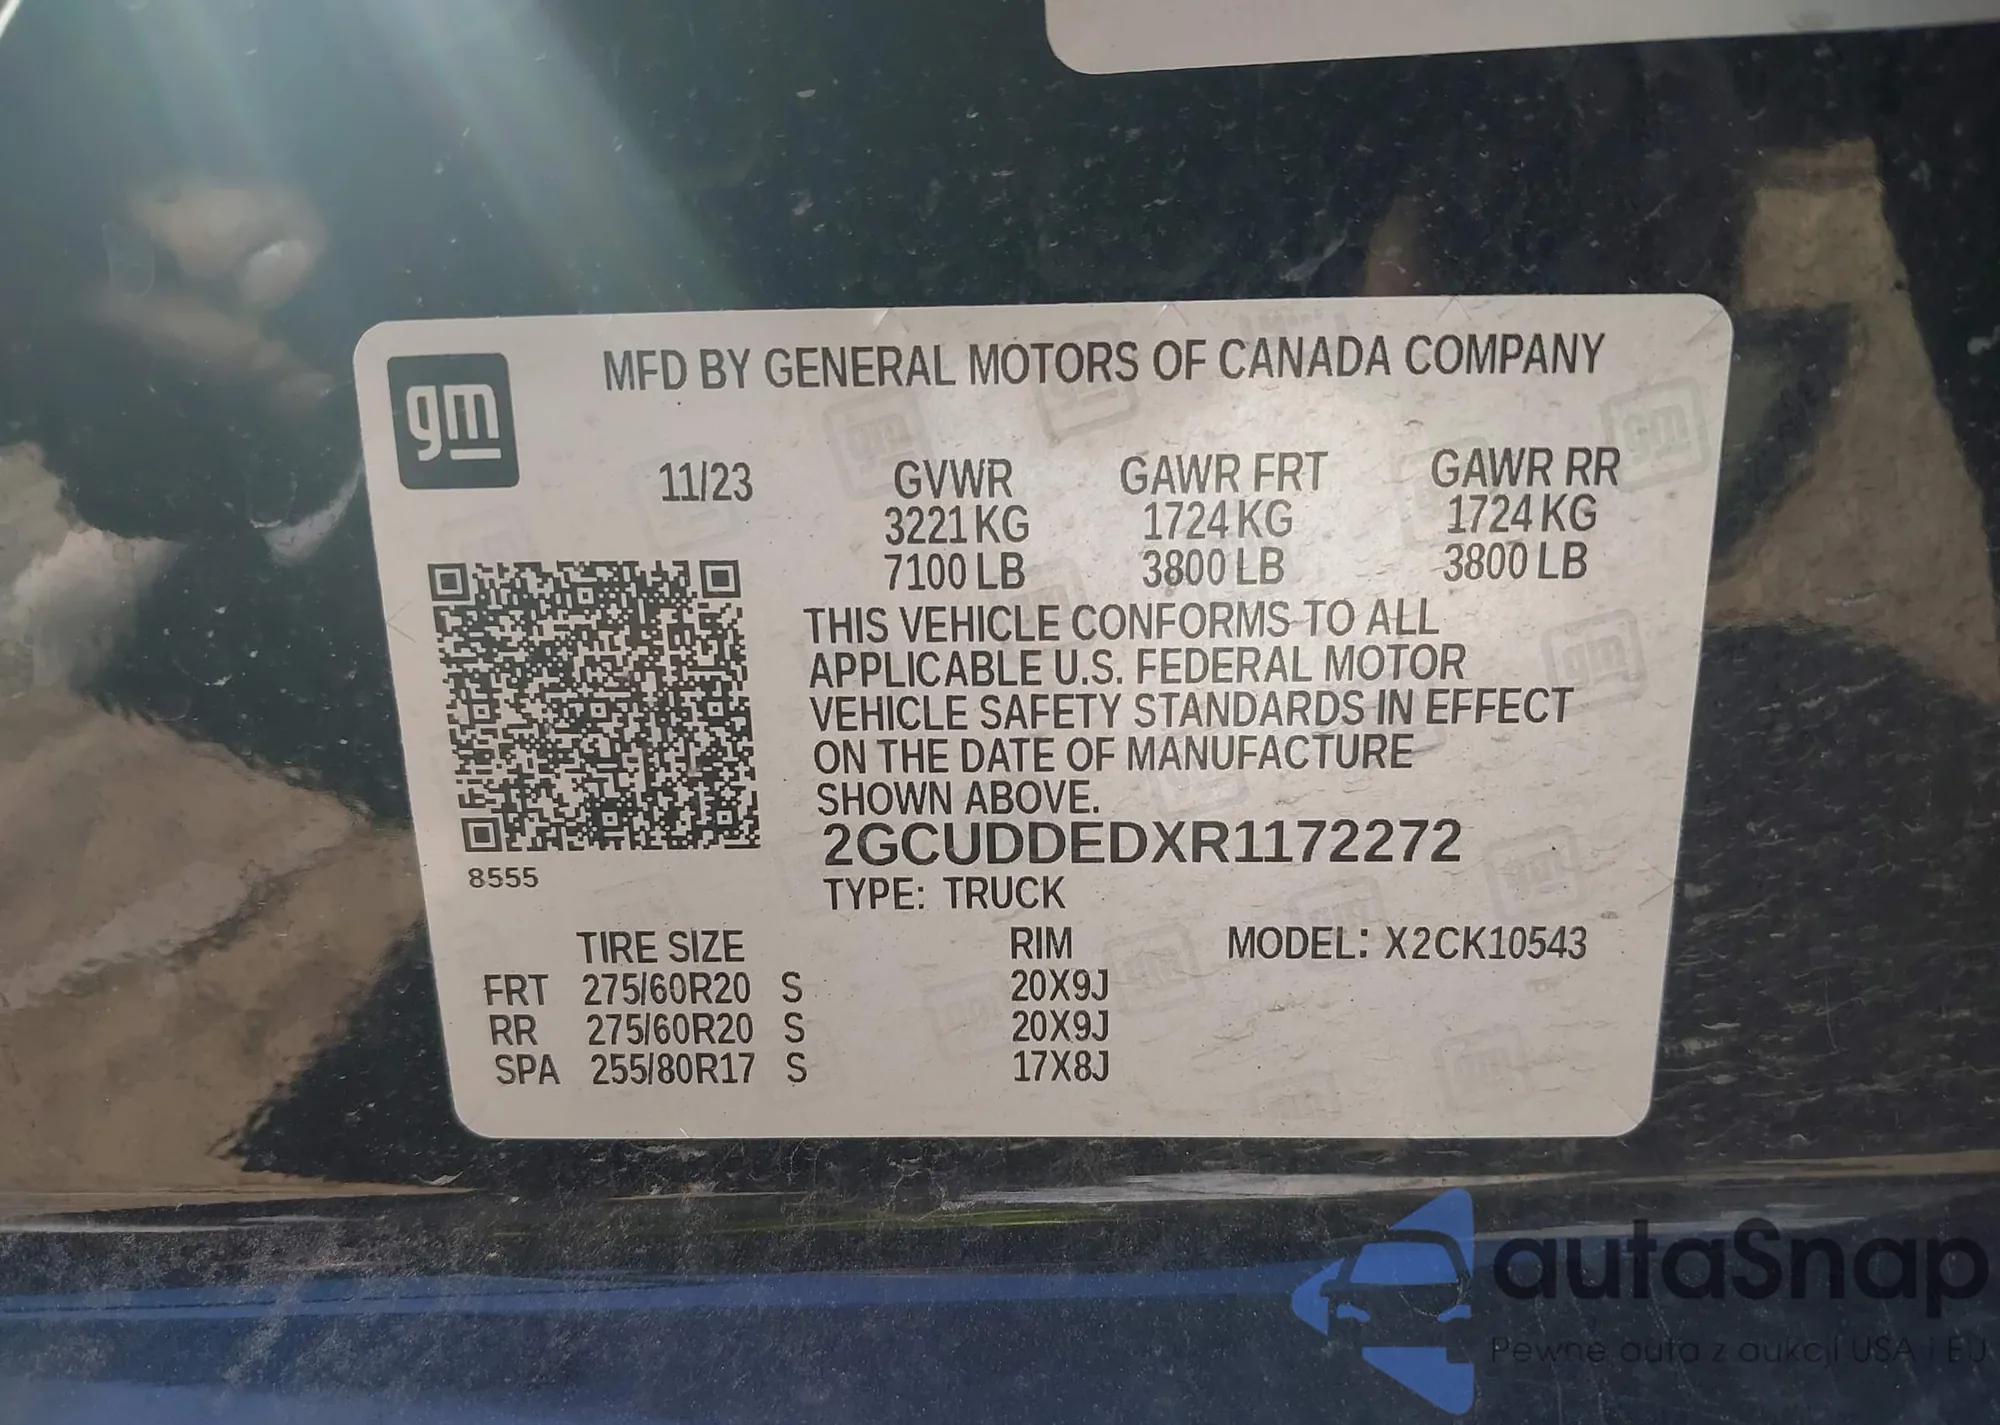 gm
MFD BY GENERAL MOTORS OF CANADA COMPANY
11/23 GVWR GAWR FRT GAWR RR
3221 KG 1724 KG 1724 KG
7100 LB 3800 LB 3800 LB
THIS VEHICLE CONFORMS TO ALL
APPLICABLE U.S. FEDERAL MOTOR
VEHICLE SAFETY STANDARDS IN EFFECT
ON THE DATE OF MANUFACTURE
SHOWN ABOVE.
2GCUDDEDXR1172272
8555
TYPE: TRUCK
TIRE SIZE RIM MODEL: X2CK10543
FRT 275/60R20 S 20X9J
RR 275/60R20 S 20X9J
SPA 255/80R17 S 17X8J
autaSnap
Pewne auta z aukcji USA i EU